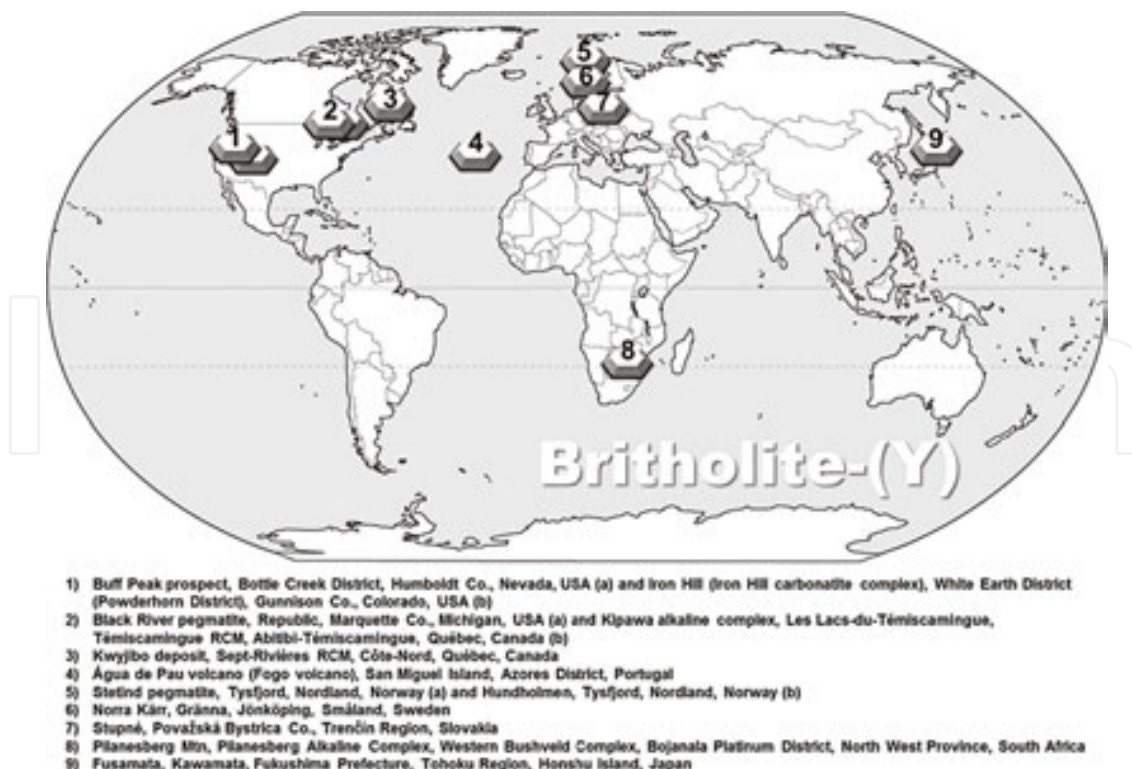 5
6
3
7
2
1
4
9
8
Britholite-(Y)
1) Buff Peak prospect, Bottle Creek District, Humboldt Co., Nevada, USA (a) and Iron Hill (Iron Hill carbonatite complex), White Earth District
(Powderhorn District), Gunnison Co., Colorado, USA (b)
2) Black River pegmatite, Republic, Marquette Co., Michigan, USA (a) and Kipawa alkaline complex, Les Lacs-du-Témiscamingue,
Témiscamingue RCM, Abitibi-Témiscamingue, Québec, Canada (b)
3) Kwyjibo deposit, Sept-Rivières RCM, Côte-Nord, Québec, Canada
4) Água de Pau volcano (Fogo volcano), San Miguel Island, Azores District, Portugal
5) Stetind pegmatite, Tysfjord, Nordland, Norway (a) and Hundholmen, Tysfjord, Nordland, Norway (b)
6) Norra Kärr, Gränna, Jönköping, Småland, Sweden
7) Stupné, Považská Bystrica Co., Trenčín Region, Slovakia
8) Pilanesberg Mtn, Pilanesberg Alkaline Complex, Western Bushveld Complex, Bojanala Platinum District, North West Province, South Africa
9) Fusamata, Kawamata, Fukushima Prefecture, Tohoku Region, Honshu Island, Japan